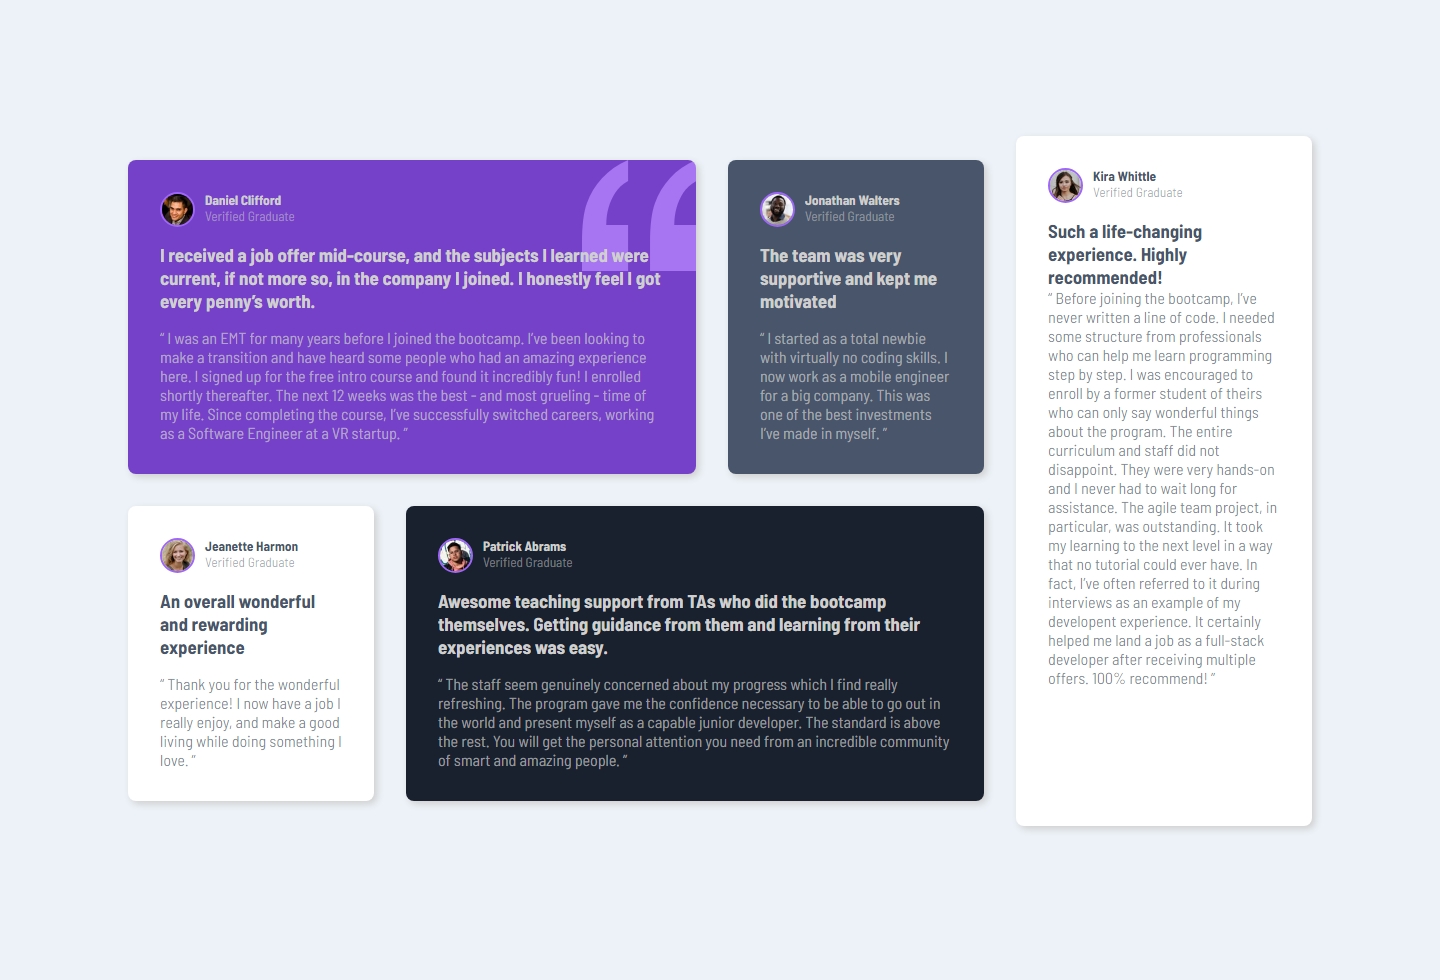 Daniel Clifford
Verified Graduate
I received a job offer mid-course, and the subjects I learned were
current, if not more so, in the company I joined. I honestly feel I got
every penny’s worth.
“ I was an EMT for many years before I joined the bootcamp. I’ve been looking to
make a transition and have heard some people who had an amazing experience
here. I signed up for the free intro course and found it incredibly fun! I enrolled
shortly thereafter. The next 12 weeks was the best - and most grueling - time of
my life. Since completing the course, I’ve successfully switched careers, working
as a Software Engineer at a VR startup. ”
Jonathan Walters
Verified Graduate
The team was very
supportive and kept me
motivated
“ I started as a total newbie
with virtually no coding skills. I
now work as a mobile engineer
for a big company. This was
one of the best investments
I’ve made in myself. ”
Kira Whittle
Verified Graduate
Such a life-changing
experience. Highly
recommended!
“ Before joining the bootcamp, I’ve
never written a line of code. I needed
some structure from professionals
who can help me learn programming
step by step. I was encouraged to
enroll by a former student of theirs
who can only say wonderful things
about the program. The entire
curriculum and staff did not
disappoint. They were very hands-on
and I never had to wait long for
assistance. The agile team project, in
particular, was outstanding. It took
my learning to the next level in a way
that no tutorial could ever have. In
fact, I’ve often referred to it during
interviews as an example of my
developent experience. It certainly
helped me land a job as a full-stack
developer after receiving multiple
offers. 100% recommend! ”
Jeanette Harmon
Verified Graduate
An overall wonderful
and rewarding
experience
“ Thank you for the wonderful
experience! I now have a job I
really enjoy, and make a good
living while doing something I
love. ”
Patrick Abrams
Verified Graduate
Awesome teaching support from TAs who did the bootcamp
themselves. Getting guidance from them and learning from their
experiences was easy.
“ The staff seem genuinely concerned about my progress which I find really
refreshing. The program gave me the confidence necessary to be able to go out in
the world and present myself as a capable junior developer. The standard is above
the rest. You will get the personal attention you need from an incredible community
of smart and amazing people. ”